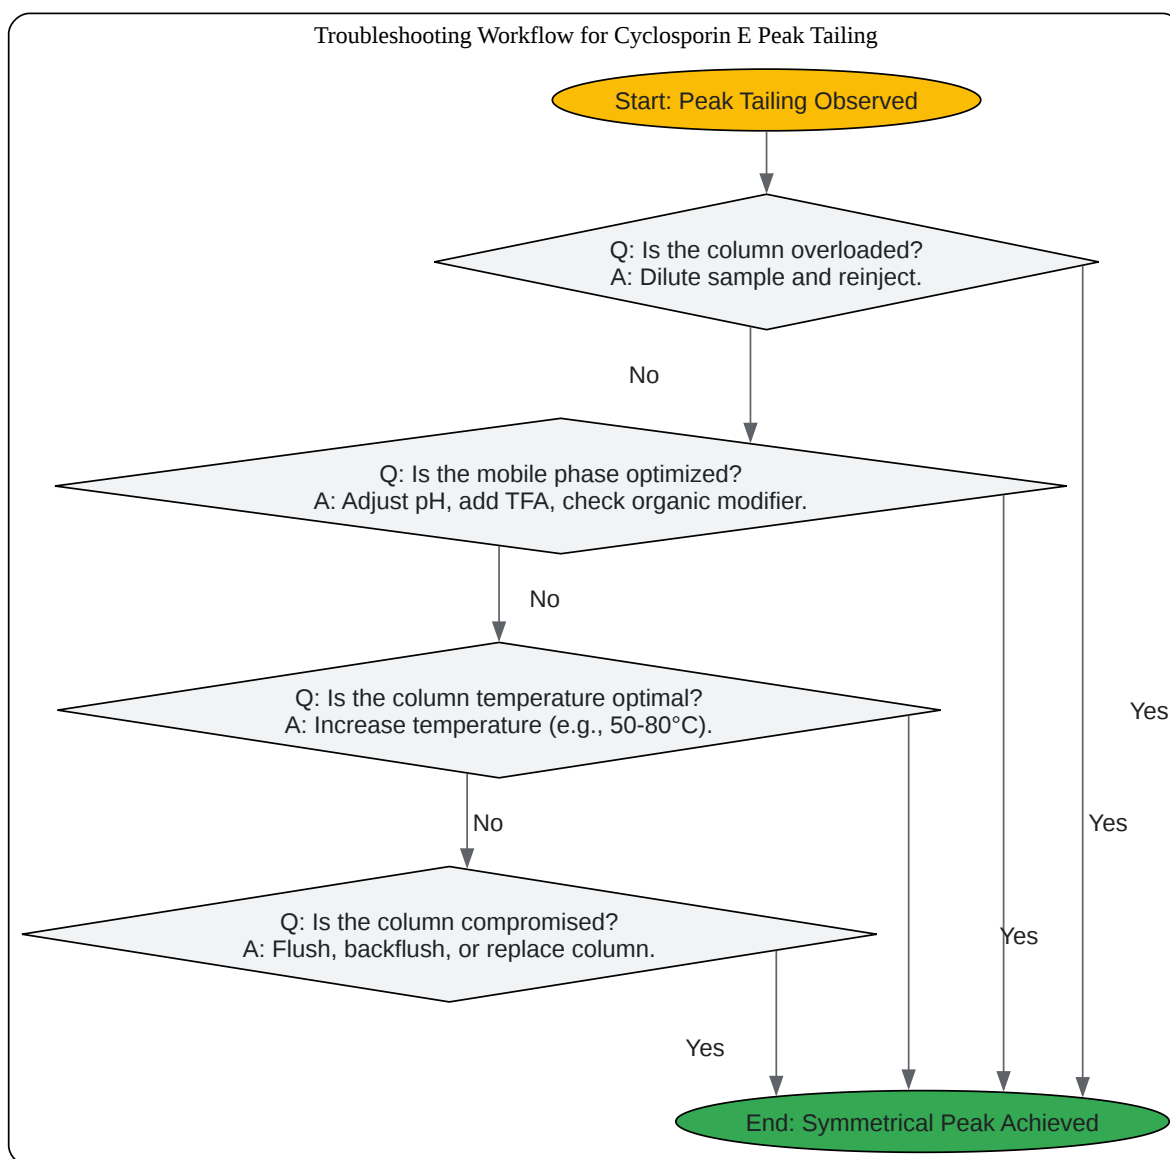 Troubleshooting Workflow for Cyclosporin E Peak Tailing
Start: Peak Tailing Observed
Q: Is the column overloaded?
A: Dilute sample and reinject.
No
Q: Is the mobile phase optimized?
A: Adjust pH, add TFA, check organic modifier.
No
Q: Is the column temperature optimal?
A: Increase temperature (e.g., 50-80°C).
Yes
No
Yes
Q: Is the column compromised?
A: Flush, backflush, or replace column.
Yes
Yes
End: Symmetrical Peak Achieved